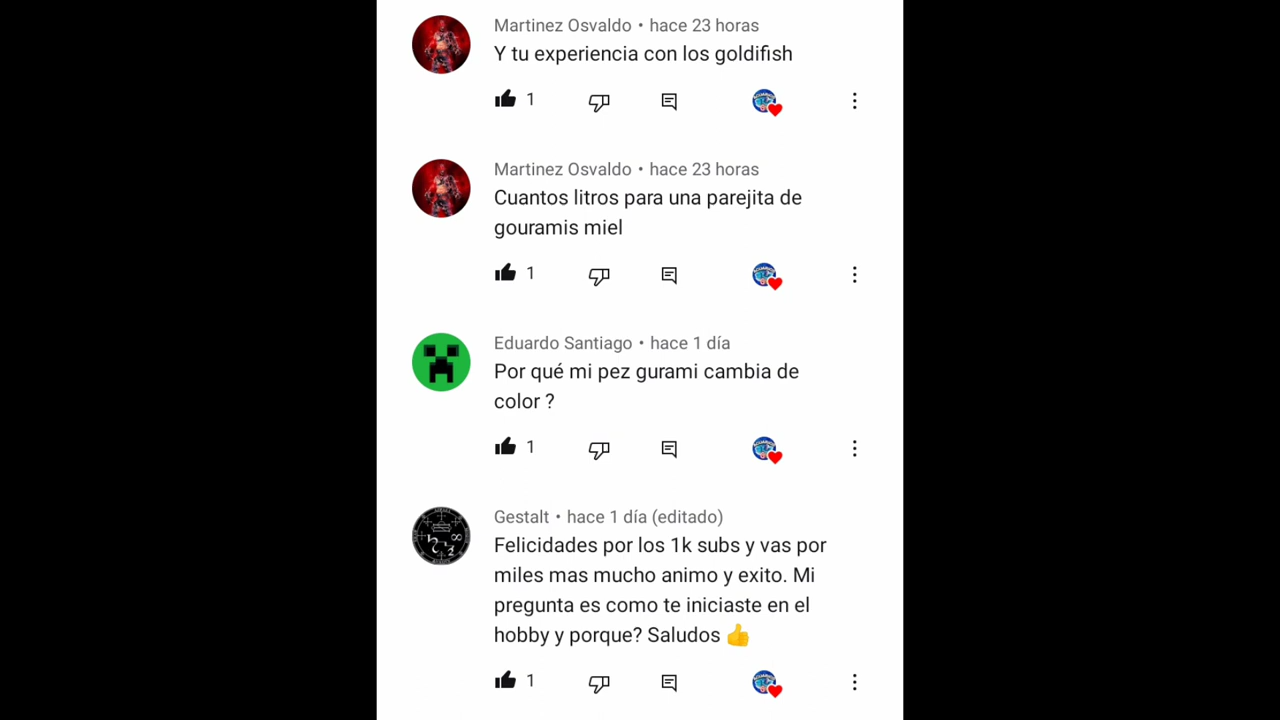 Martinez Osvaldo • hace 23 horas
Y tu experiencia con los goldifish
1
Martinez Osvaldo • hace 23 horas
Cuantos litros para una parejita de
gouramis miel
1
Eduardo Santiago • hace 1 día
Por qué mi pez gurami cambia de
color ?
1
Gestalt • hace 1 día (editado)
Felicidades por los 1k subs y vas por
miles mas mucho animo y exito. Mi
pregunta es como te iniciaste en el
hobby y porque? Saludos 👍
1